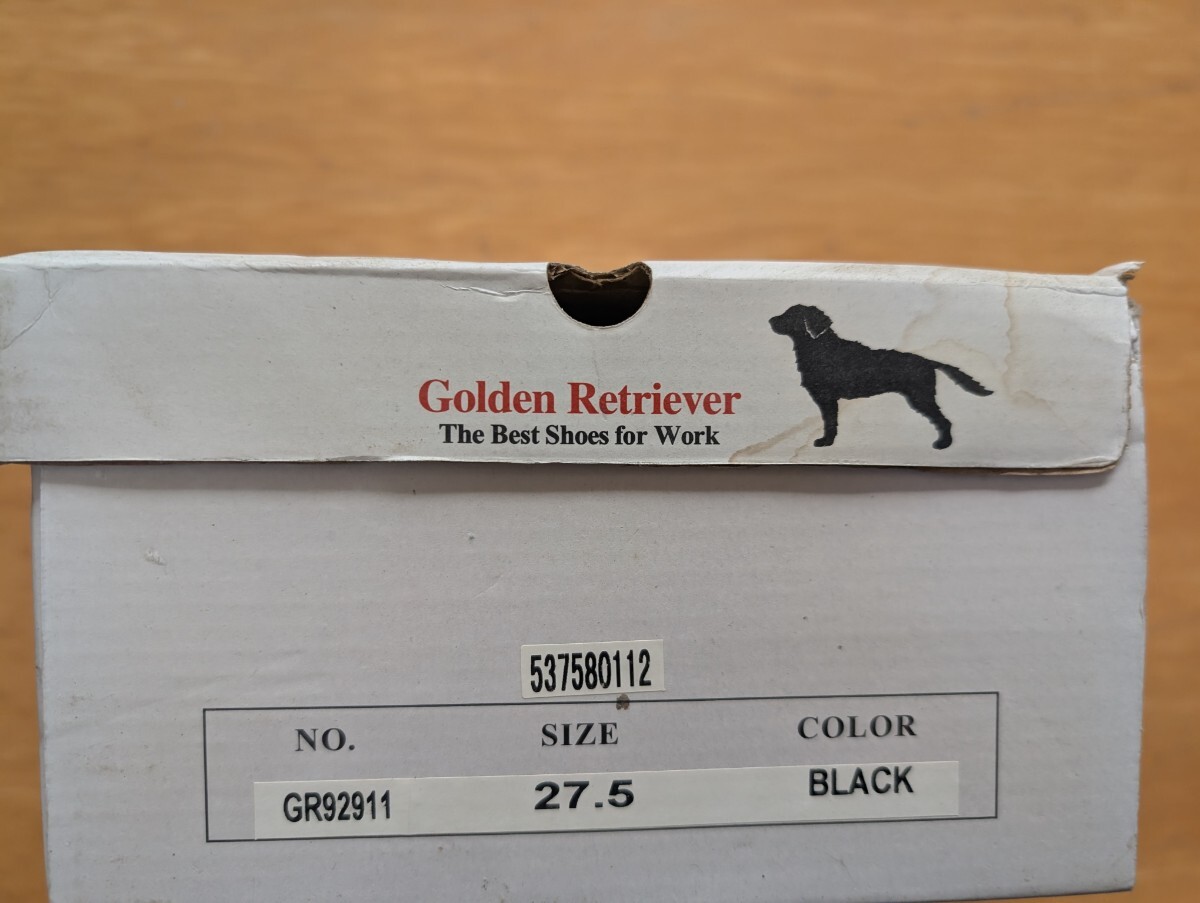 Golden Retriever
The Best Shoes for Work
537580112
NO. SIZE COLOR
GR92911 27.5 BLACK